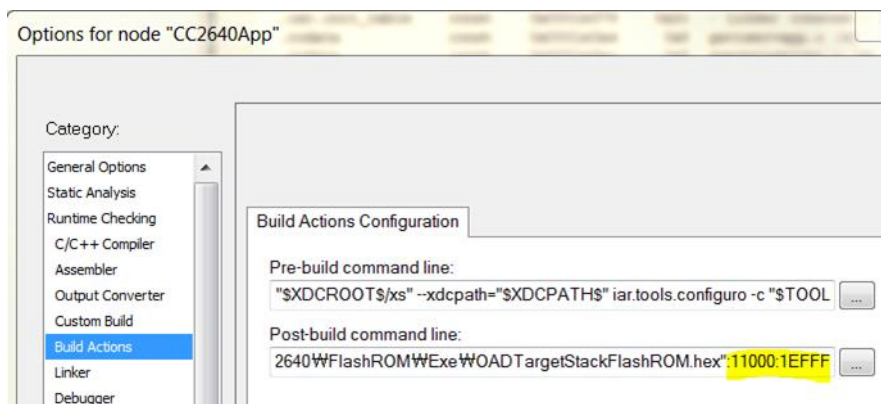 Options for node "CC2640App"
Category:
General Options
Static Analysis
Runtime Checking
C/C++ Compiler
Assembler
Output Converter
Custom Build
Build Actions
Linker
Debugger
Build Actions Configuration
Pre-build command line:
"$XDCROOT$/xs" --xdcpath="$XDCPATH$" iar.tools.configuro -c "$TOOL
...
Post-build command line:
2640₩FlashROM₩Exe₩OADTargetStackFlashROM.hex":11000:1EFFF
...